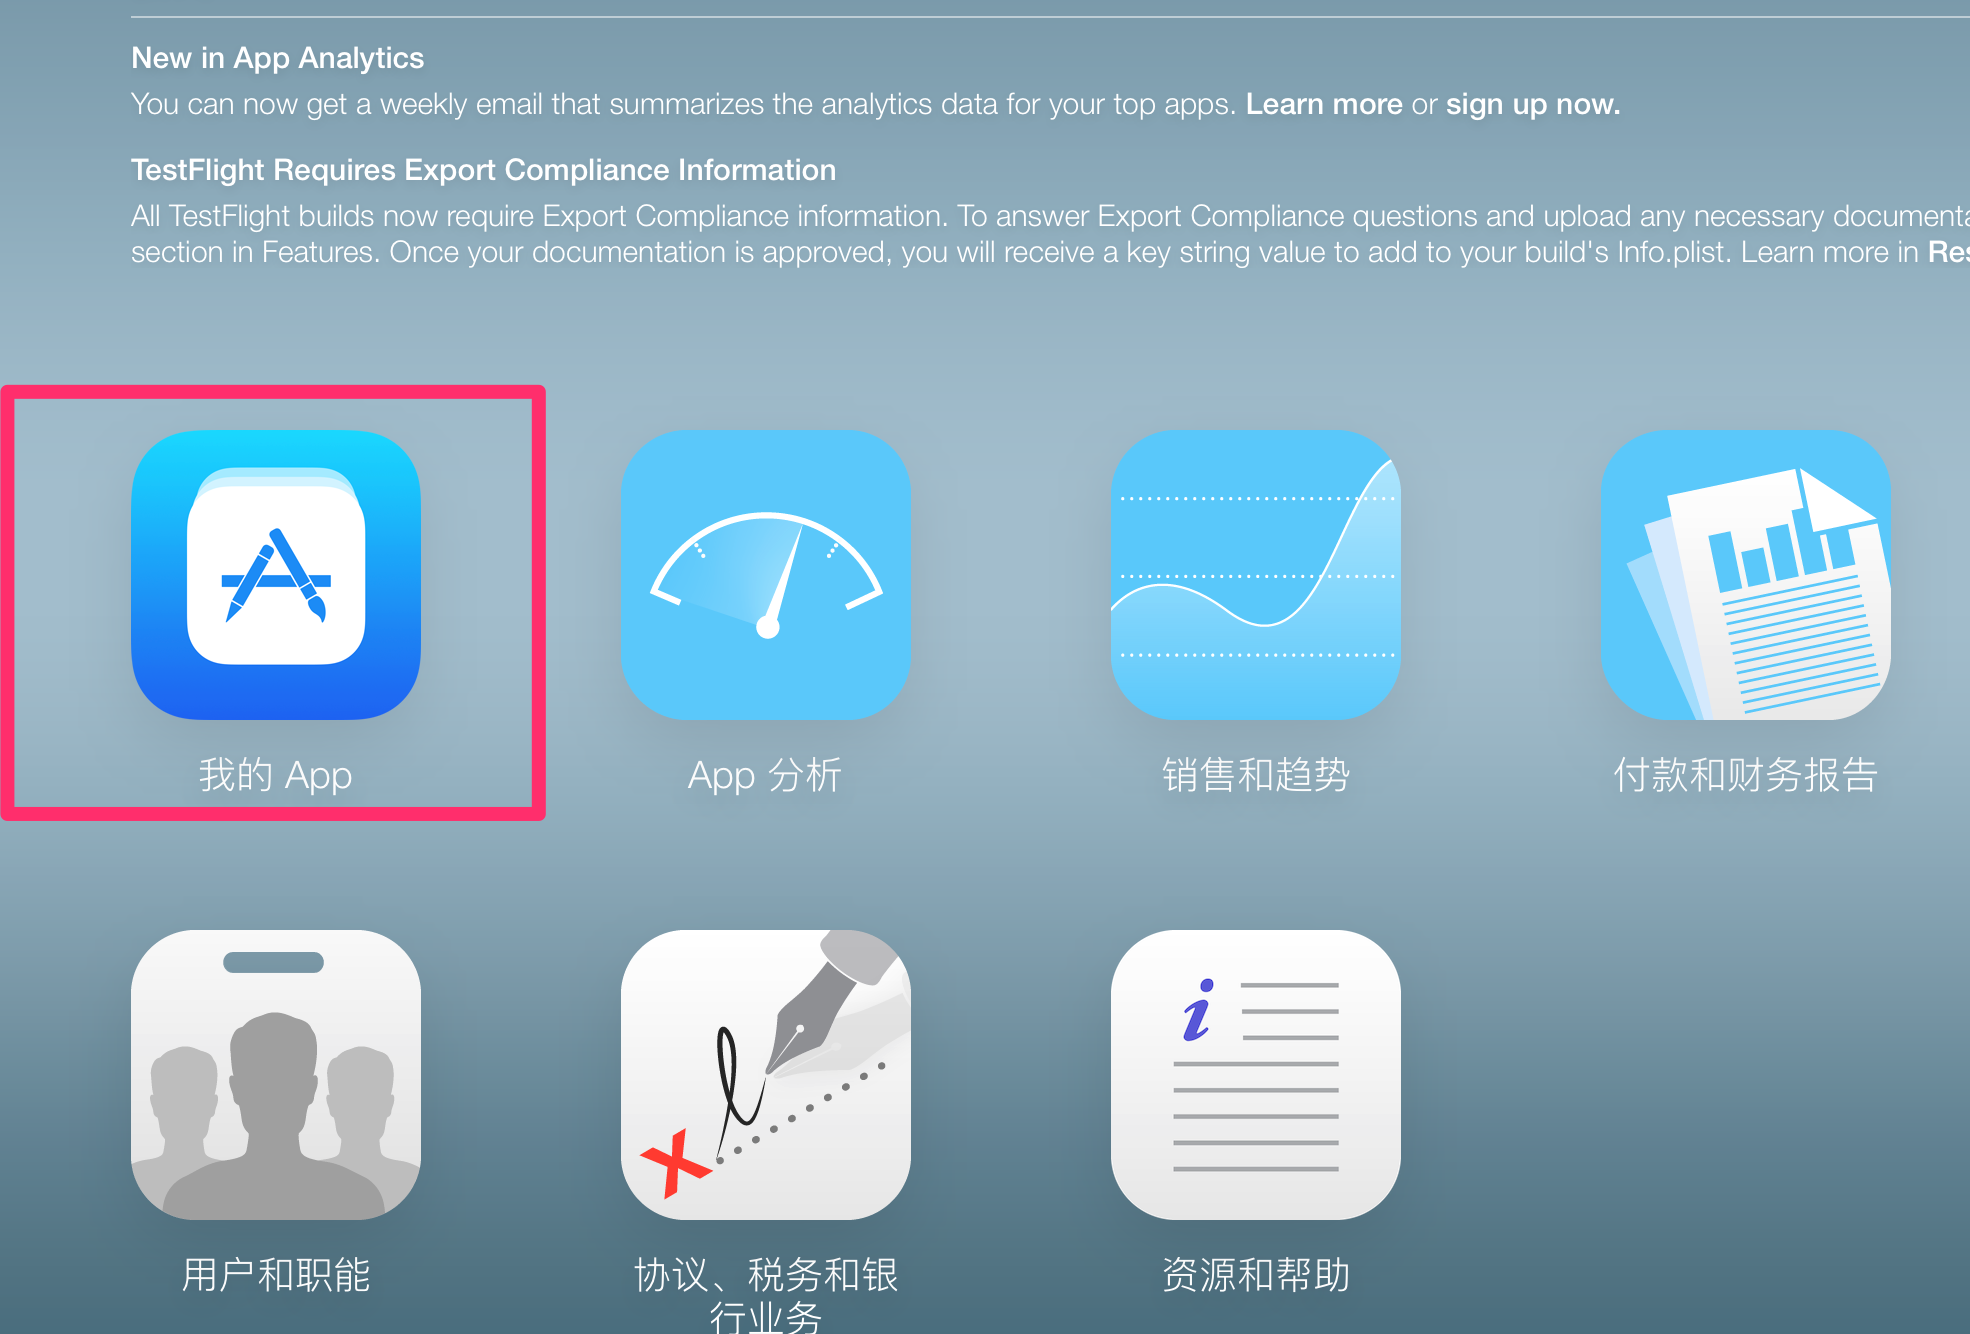 New in App Analytics
You can now get a weekly email that summarizes the analytics data for your top apps. Learn more or sign up now.
TestFlight Requires Export Compliance Information
All TestFlight builds now require Export Compliance information. To answer Export Compliance questions and upload any necessary
section in Features. Once your documentation is approved, you will receive a key string value to add to your build's Info.plist. Learn more in
我的 App
App 分析
销售和趋势
付款和财务报告
用户和职能
协议、税务和银
行业务
资源和帮助